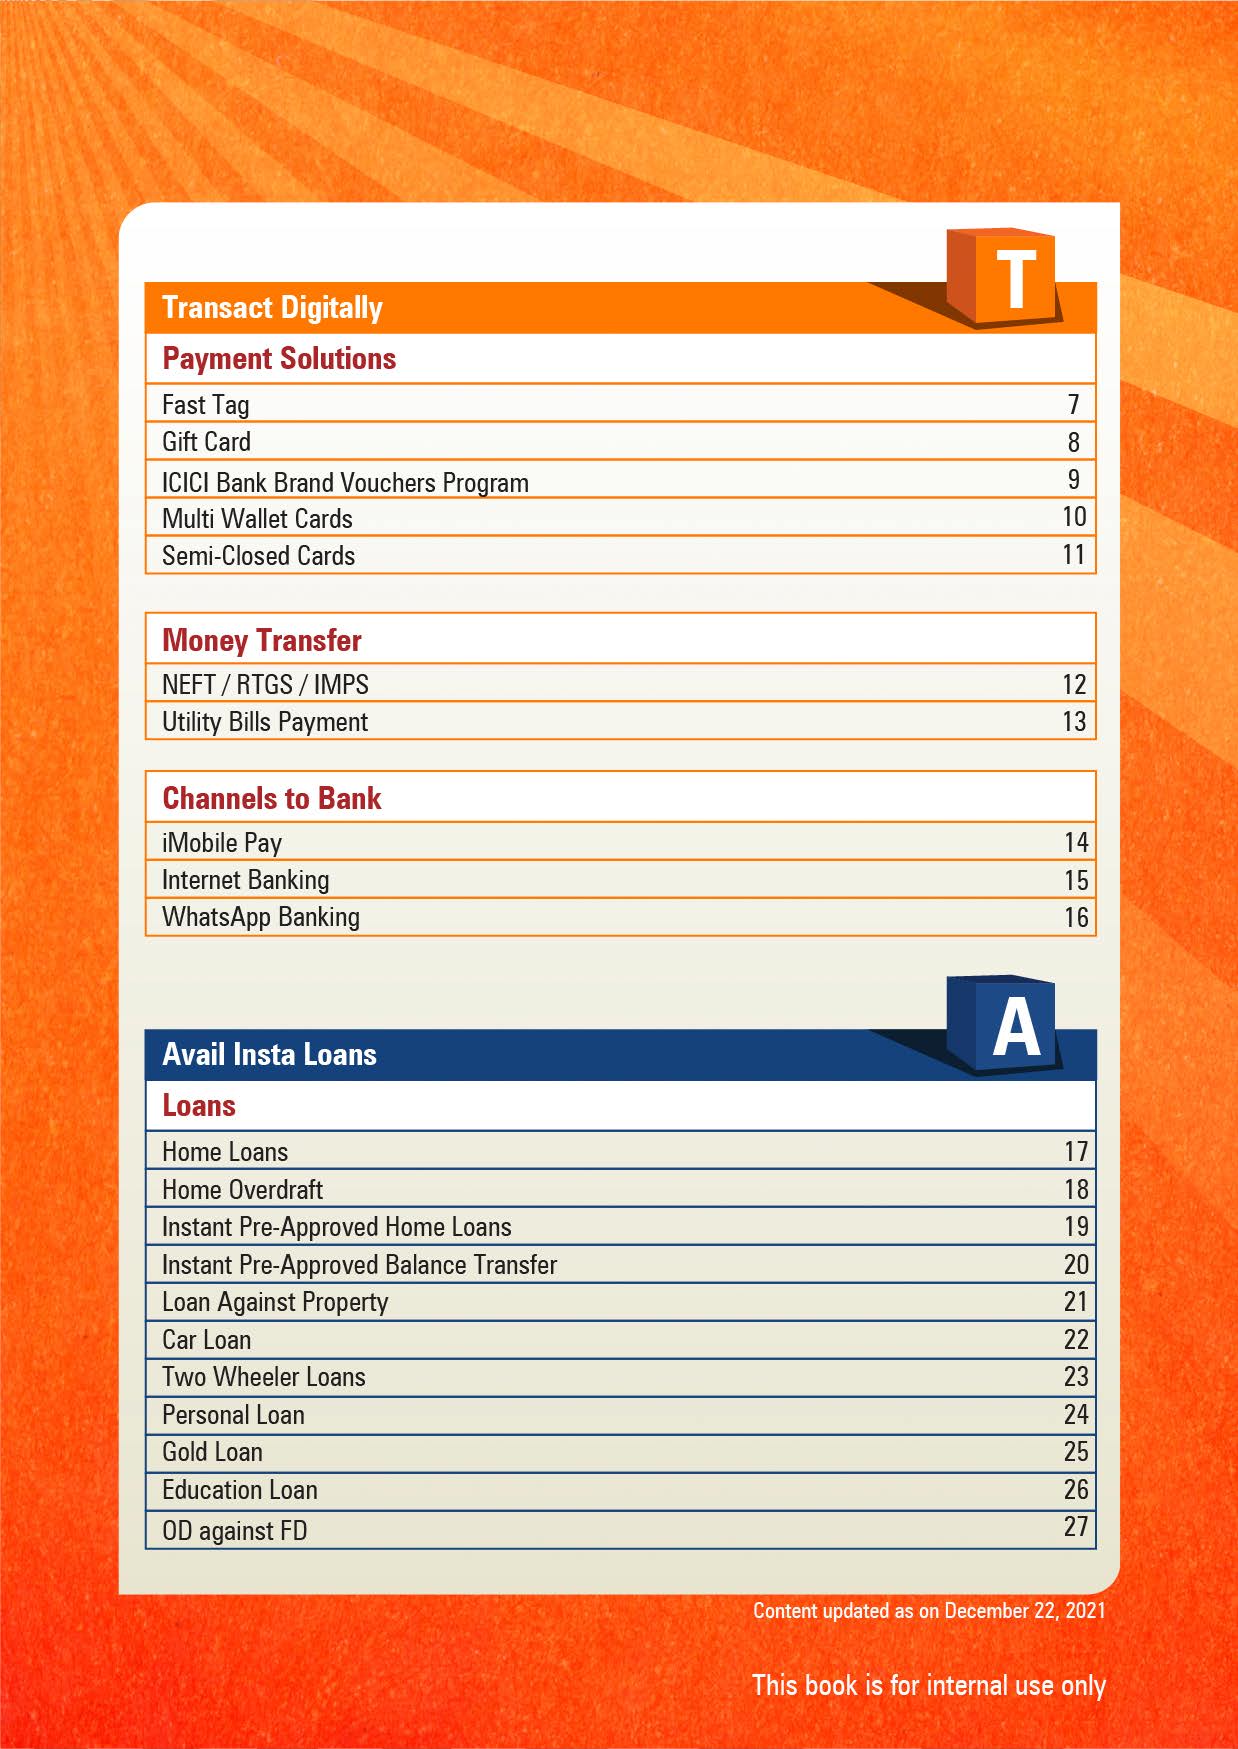 T
Transact Digitally
Payment Solutions
Fast Tag 7
Gift Card 8
ICICI Bank Brand Vouchers Program 9
Multi Wallet Cards 10
Semi-Closed Cards 11
Money Transfer
NEFT / RTGS / IMPS 12
Utility Bills Payment 13
Channels to Bank
iMobile Pay 14
Internet Banking 15
WhatsApp Banking 16
A
Avail Insta Loans
Loans
Home Loans 17
Home Overdraft 18
Instant Pre-Approved Home Loans 19
Instant Pre-Approved Balance Transfer 20
Loan Against Property 21
Car Loan 22
Two Wheeler Loans 23
Personal Loan 24
Gold Loan 25
Education Loan 26
OD against FD 27
Content updated as on December 22, 2021
This book is for internal use only